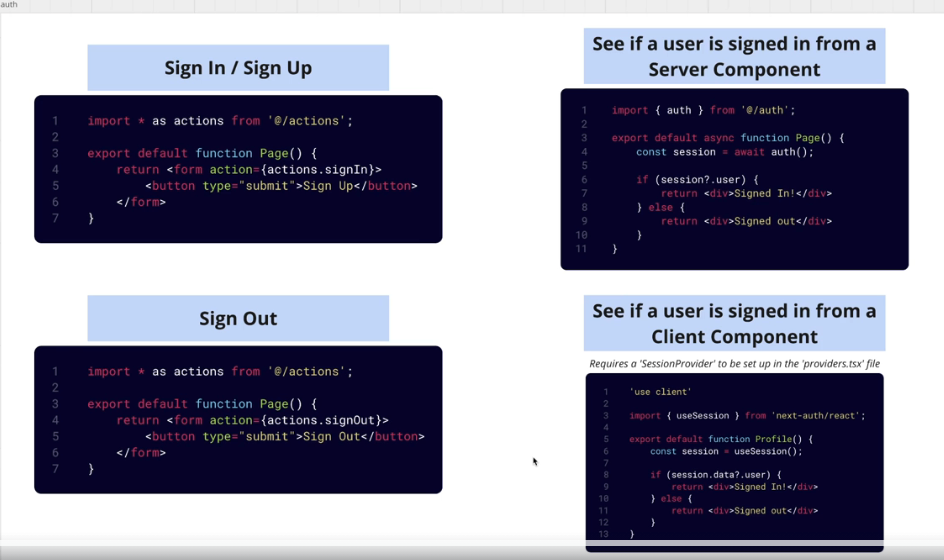 auth
Sign In / Sign Up
1 import * as actions from '@/actions';
2
3 export default function Page() {
4     return <form action={actions.signIn}>
5         <button type="submit">Sign Up</button>
6     </form>
7 }
See if a user is signed in from a
Server Component
1 import { auth } from '@/auth';
2
3 export default async function Page() {
4     const session = await auth();
5
6     if (session?.user) {
7         return <div>Signed In!</div>
8     } else {
9         return <div>Signed out</div>
10     }
11 }
Sign Out
1 import * as actions from '@/actions';
2
3 export default function Page() {
4     return <form action={actions.signOut}>
5         <button type="submit">Sign Out</button>
6     </form>
7 }
See if a user is signed in from a
Client Component
Requires a 'SessionProvider' to be set up in the 'providers.tsx' file
1 'use client'
2
3 import { useSession } from 'next-auth/react';
4
5 export default function Profile() {
6     const session = useSession();
7
8     if (session.data?.user) {
9         return <div>Signed In!</div>
10     } else {
11         return <div>Signed out</div>
12     }
13 }